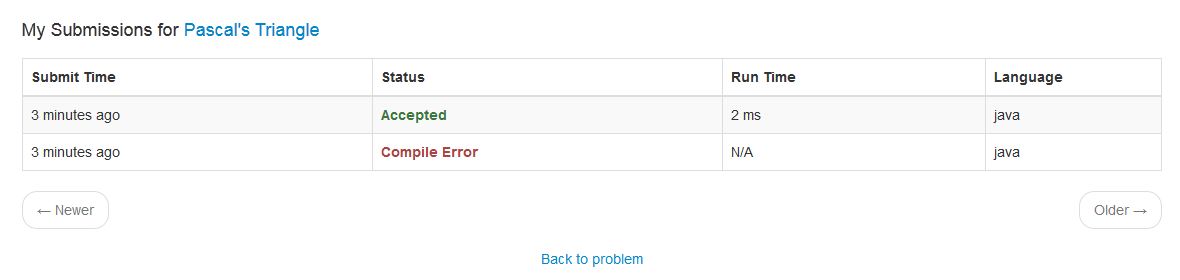 My Submissions for Pascal's Triangle
Submit Time Status Run Time Language
3 minutes ago Accepted 2 ms java
3 minutes ago Compile Error N/A java
← Newer Older →
Back to problem